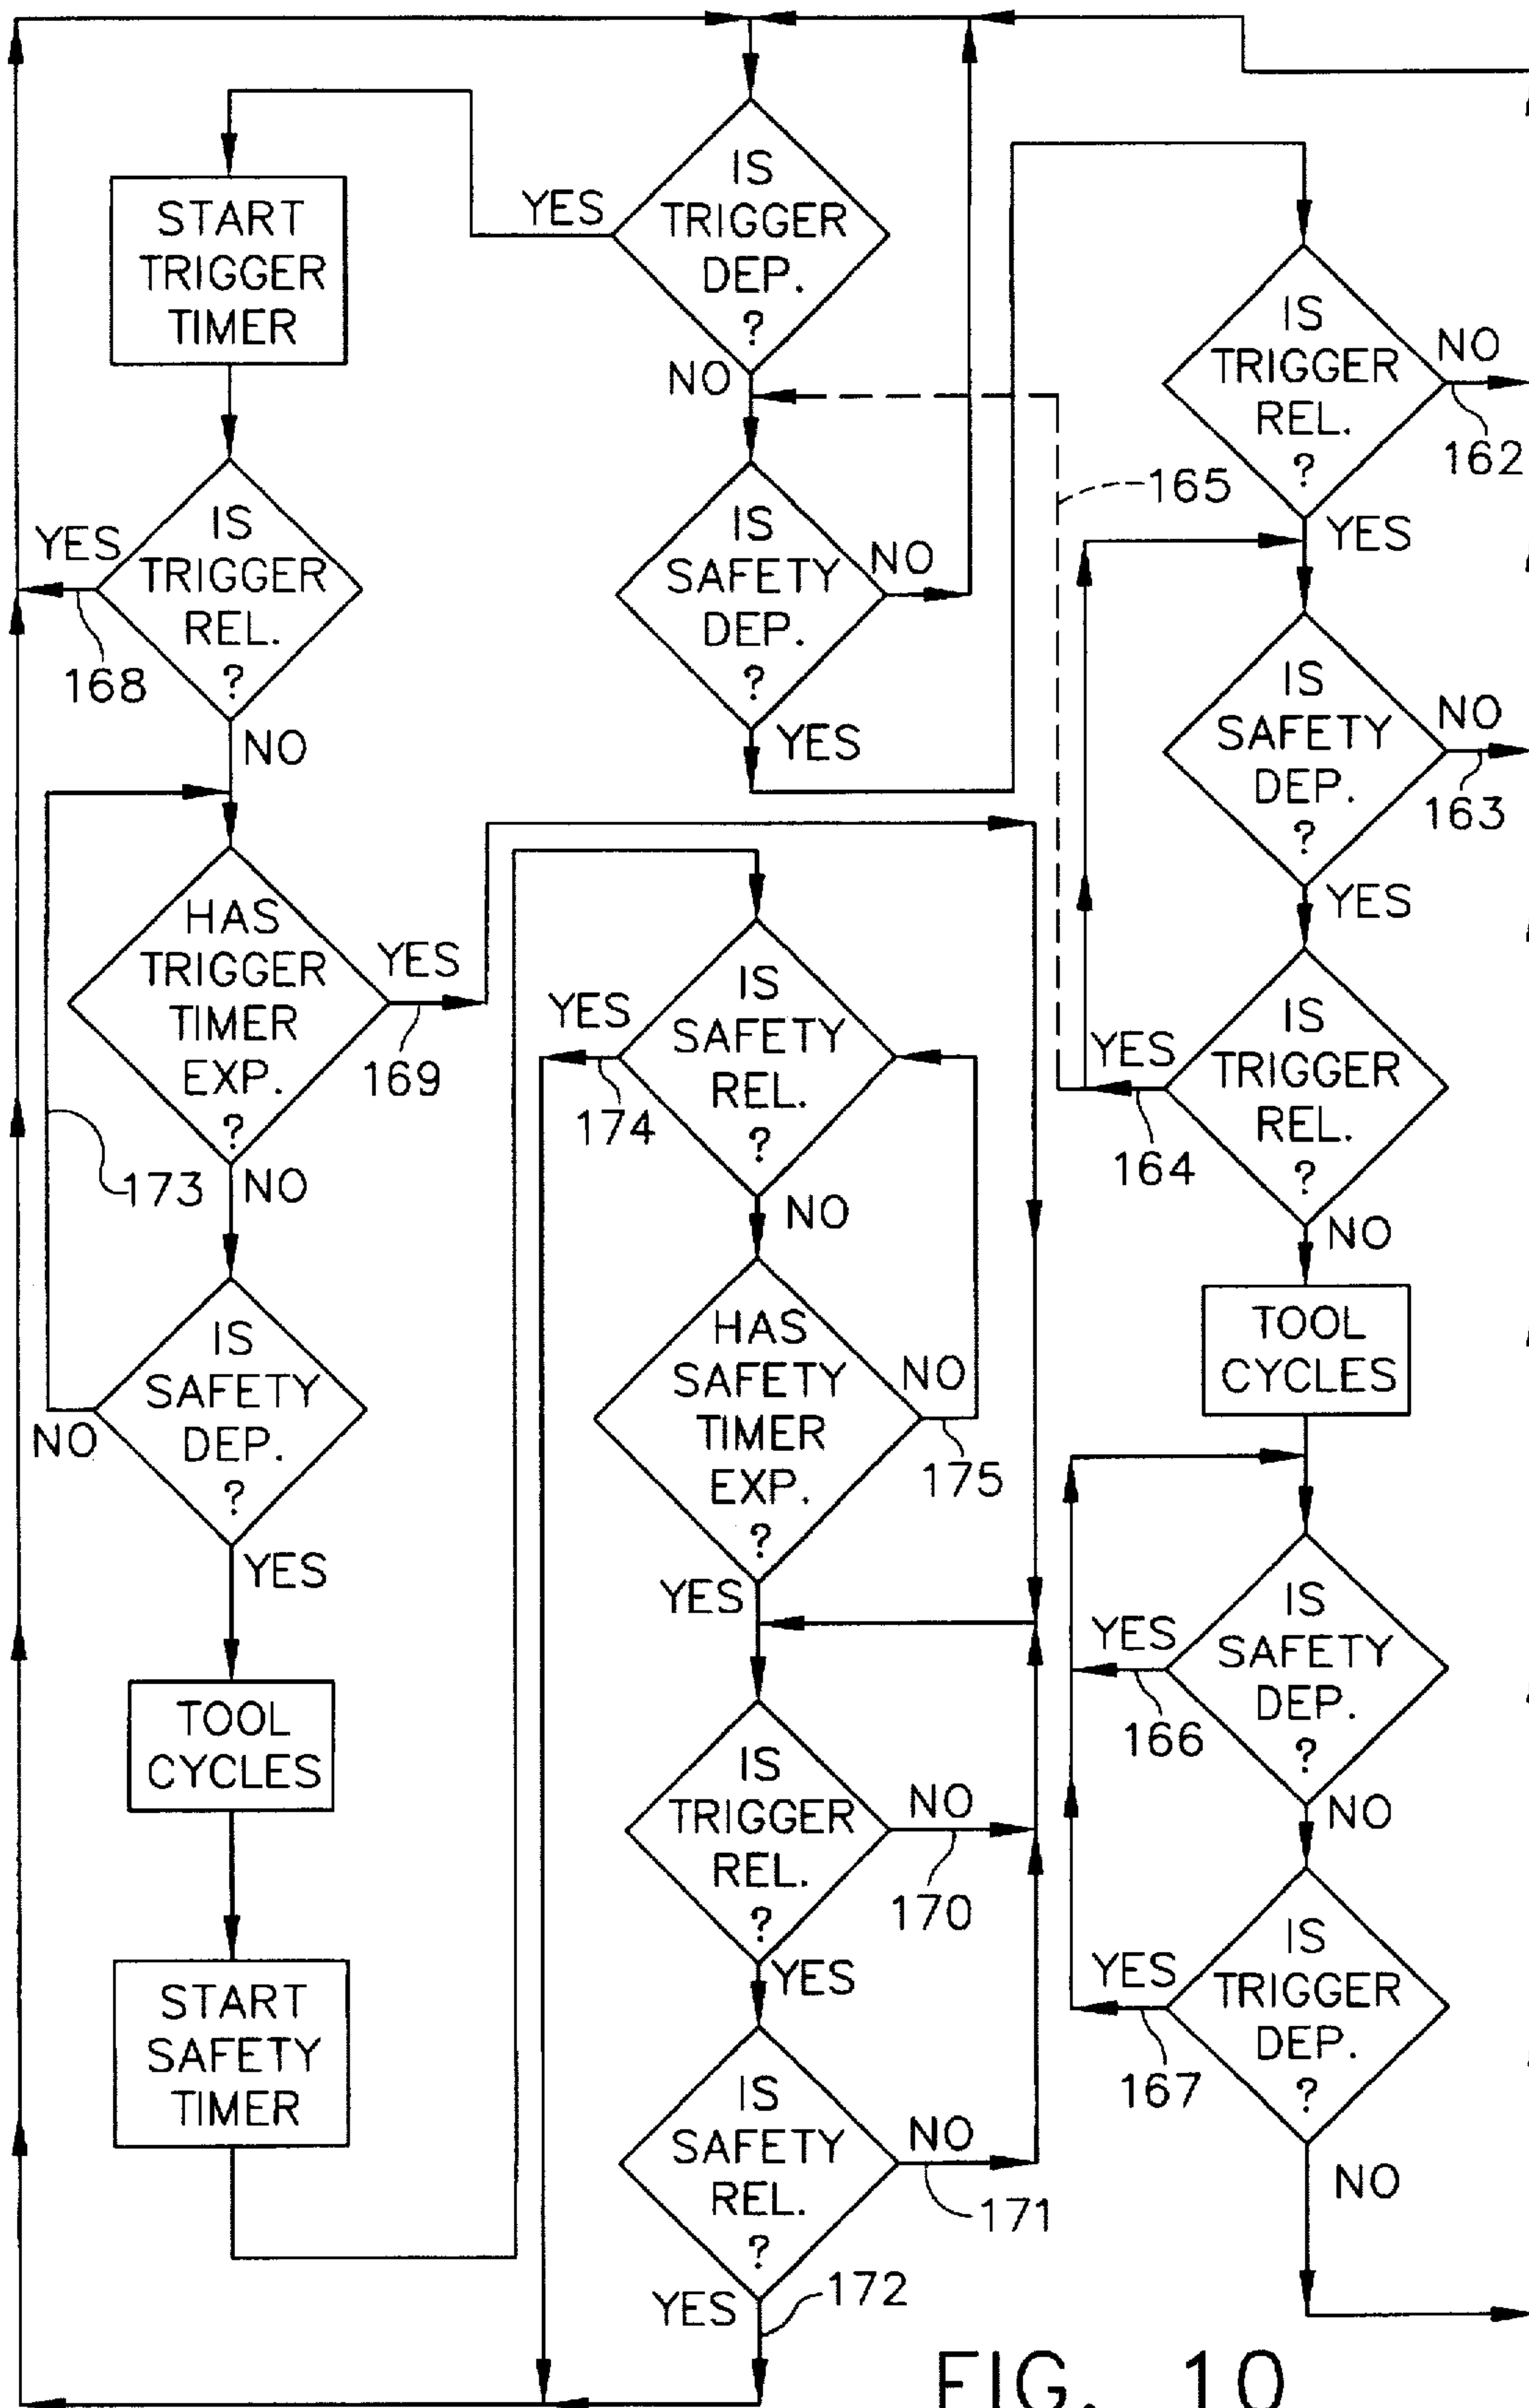 IS
TRIGGER
DEP.
?
YES
NO
START
TRIGGER
TIMER
IS
TRIGGER
REL.
?
YES
168
NO
HAS
TRIGGER
TIMER
EXP.
?
YES
169
NO
173
IS
SAFETY
DEP.
?
NO
YES
TOOL
CYCLES
START
SAFETY
TIMER
IS
SAFETY
DEP.
?
NO
YES
165
IS
SAFETY
REL.
?
YES
174
NO
HAS
SAFETY
TIMER
EXP.
?
NO
175
YES
IS
TRIGGER
REL.
?
NO
170
YES
IS
SAFETY
REL.
?
NO
171
YES
172
IS
TRIGGER
REL.
?
NO
162
YES
IS
SAFETY
DEP.
?
NO
163
YES
IS
TRIGGER
REL.
?
YES
164
NO
TOOL
CYCLES
IS
SAFETY
DEP.
?
YES
166
NO
IS
TRIGGER
DEP.
?
YES
167
NO
FIG. 10